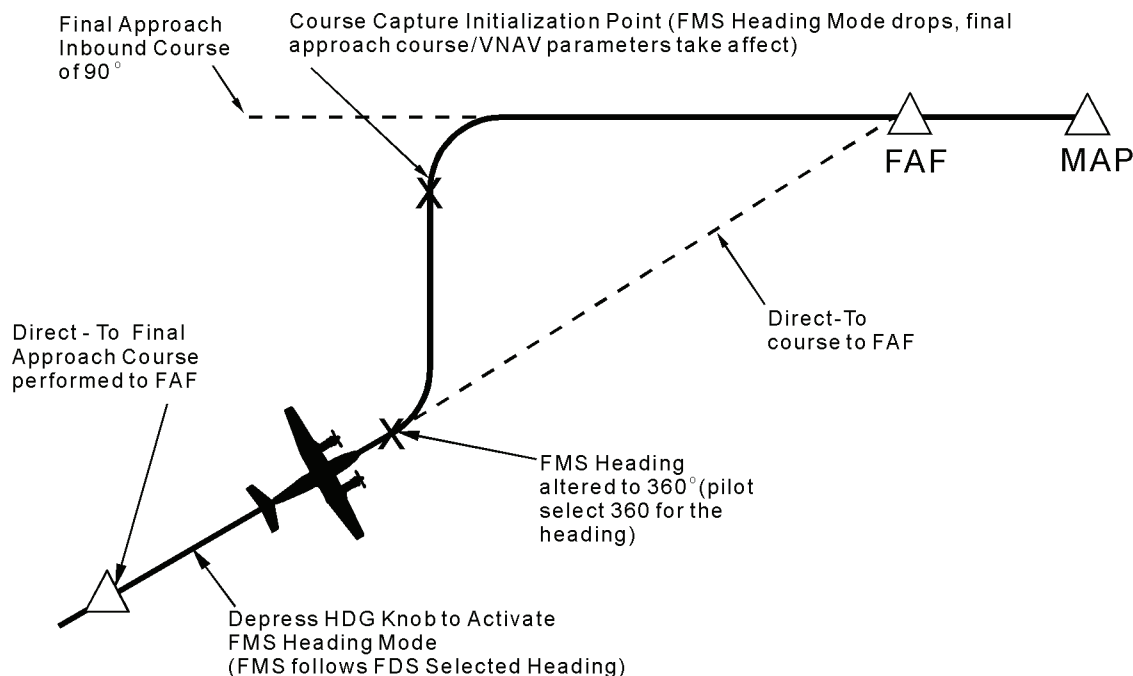 Final Approach
Inbound Course
of 90°
Course Capture Initialization Point (FMS Heading Mode drops, final
approach course/VNAV parameters take affect)
FAF
MAP
Direct-To
course to FAF
Direct - To Final
Approach Course
performed to FAF
FMS Heading
altered to 360° (pilot
select 360 for the
heading)
Depress HDG Knob to Activate
FMS Heading Mode
(FMS follows FDS Selected Heading)